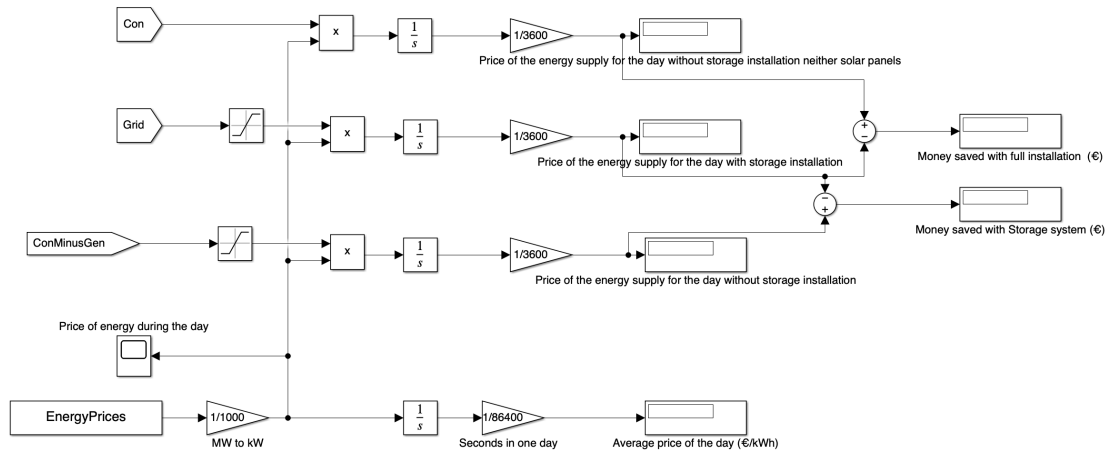 Con
x
1
s
1/3600
Price of the energy supply for the day without storage installation neither solar panels
Grid
x
1
s
1/3600
Price of the energy supply for the day with storage installation
+
−
Money saved with full installation (€)
−
+
Money saved with Storage system (€)
ConMinusGen
x
1
s
1/3600
Price of the energy supply for the day without storage installation
Price of energy during the day
EnergyPrices
1/1000
MW to kW
1
s
1/86400
Seconds in one day
Average price of the day (€/kWh)